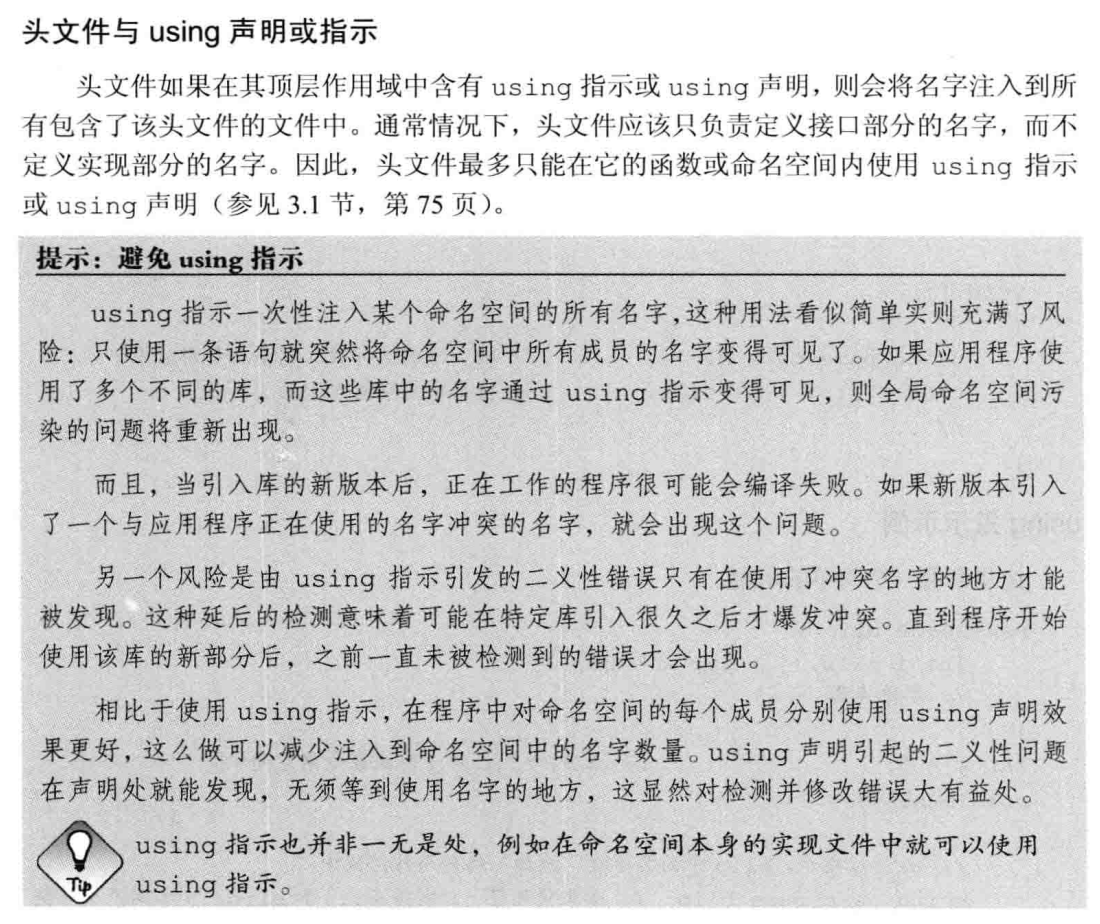 头文件与 using 声明或指示
头文件如果在其顶层作用域中含有 using 指示或 using 声明，则会将名字注入到所
有包含了该头文件的文件中。通常情况下，头文件应该只负责定义接口部分的名字，而不
定义实现部分的名字。因此，头文件最多只能在它的函数或命名空间内使用 using 指示
或 using 声明（参见 3.1 节，第 75 页）。
提示：避免 using 指示
using 指示一次性注入某个命名空间的所有名字，这种用法看似简单实则充满了风
险：只使用一条语句就突然将命名空间中所有成员的名字变得可见了。如果应用程序使
用了多个不同的库，而这些库中的名字通过 using 指示变得可见，则全局命名空间污
染的问题将重新出现。
而且，当引入库的新版本后，正在工作的程序很可能会编译失败。如果新版本引入
了一个与应用程序正在使用的名字冲突的名字，就会出现这个问题。
另一个风险是由 using 指示引发的二义性错误只有在使用了冲突名字的地方才能
被发现。这种延后的检测意味着可能在特定库引入很久之后才爆发冲突。直到程序开始
使用该库的新部分后，之前一直未被检测到的错误才会出现。
相比于使用 using 指示，在程序中对命名空间的每个成员分别使用 using 声明效
果更好，这么做可以减少注入到命名空间中的名字数量。using 声明引起的二义性问题
在声明处就能发现，无须等到使用名字的地方，这显然对检测并修改错误大有益处。
using 指示也并非一无是处，例如在命名空间本身的实现文件中就可以使用
Tip using 指示。